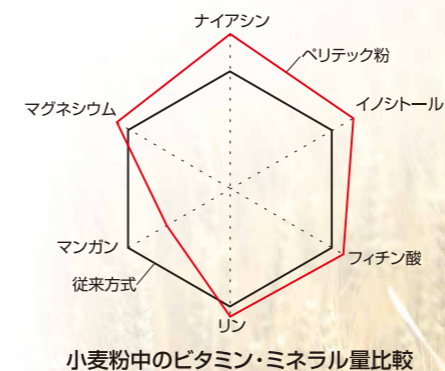 ナイアシン
ペリテック粉
マグネシウム
イノシトール
マンガン
フィチン酸
従来方式
リン
小麦粉中のビタミン・ミネラル量比較